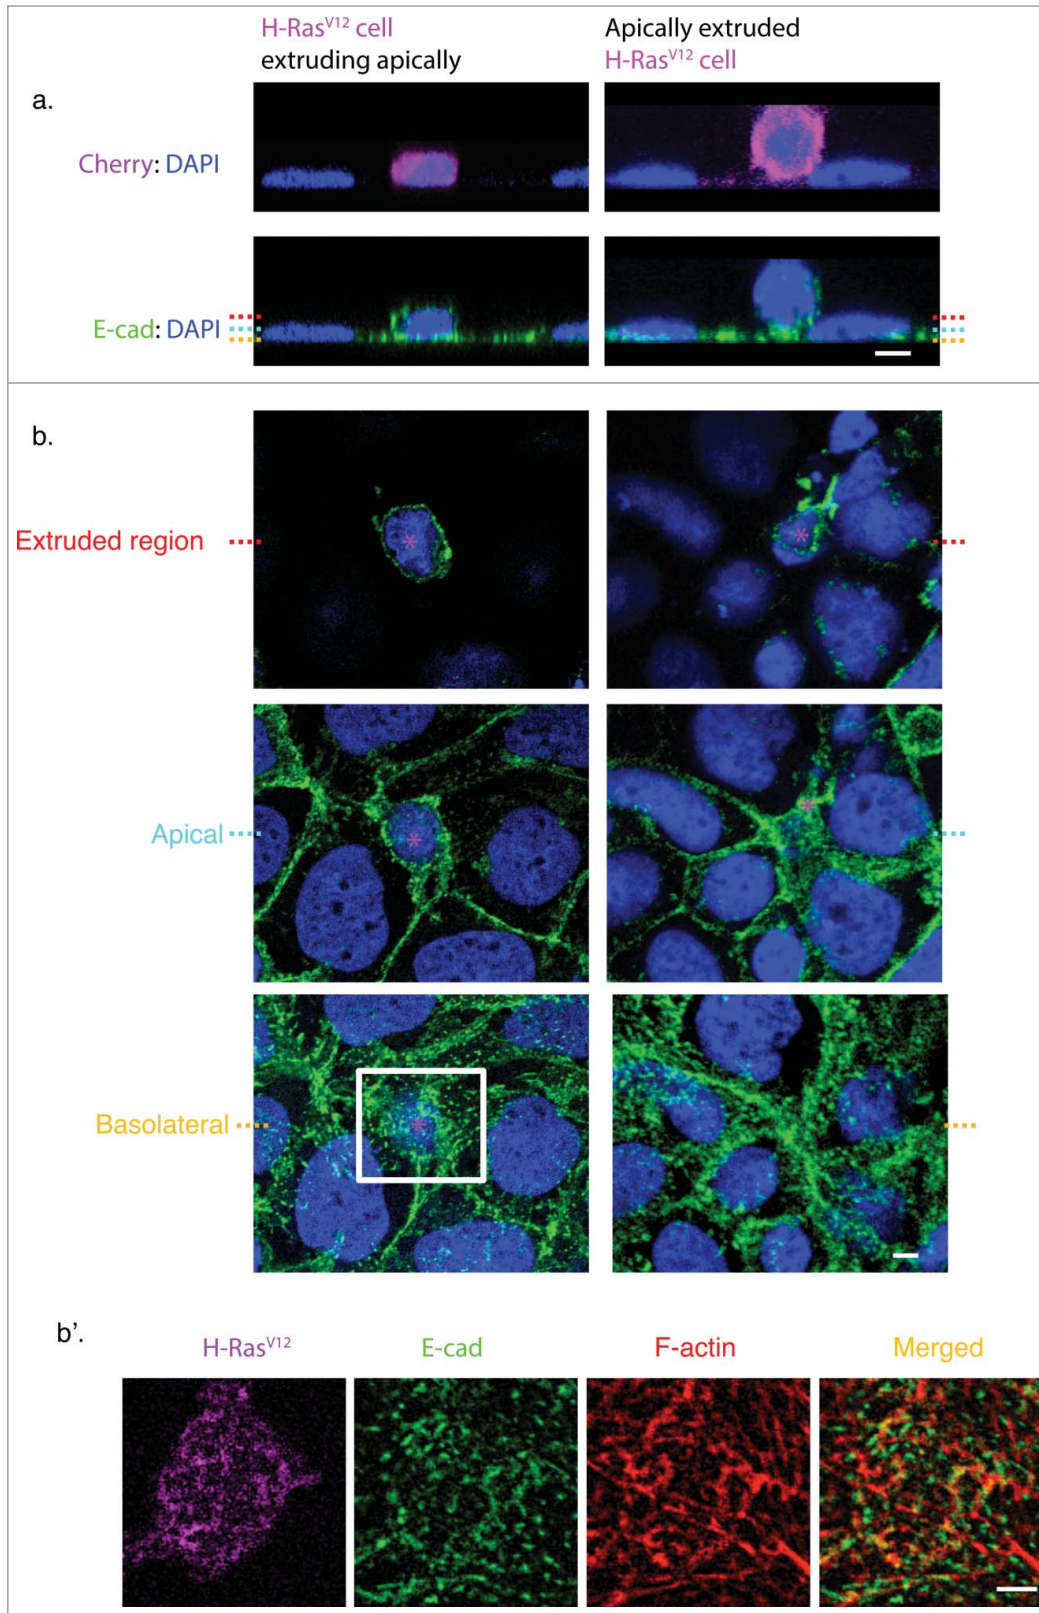 H-RasV12 cell
extruding apically
Apically extruded
H-RasV12 cell
a.
Cherry: DAPI
E-cad: DAPI
b.
Extruded region
*
*
Apical
*
*
Basolateral
*
b'.
H-RasV12
E-cad
F-actin
Merged